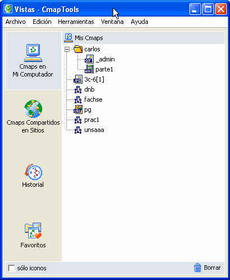 Vistas - CmapTools
Archivo Edición Herramientas Ventana Ayuda
Cmaps en
Mi Computador
Cmaps Compartidos
en Sitios
Historial
Favoritos
Mis Cmaps
carlos
_admin
parte1
3c-6[1]
dnb
fachse
pg
prac1
unsaaa
sólo iconos
Borrar